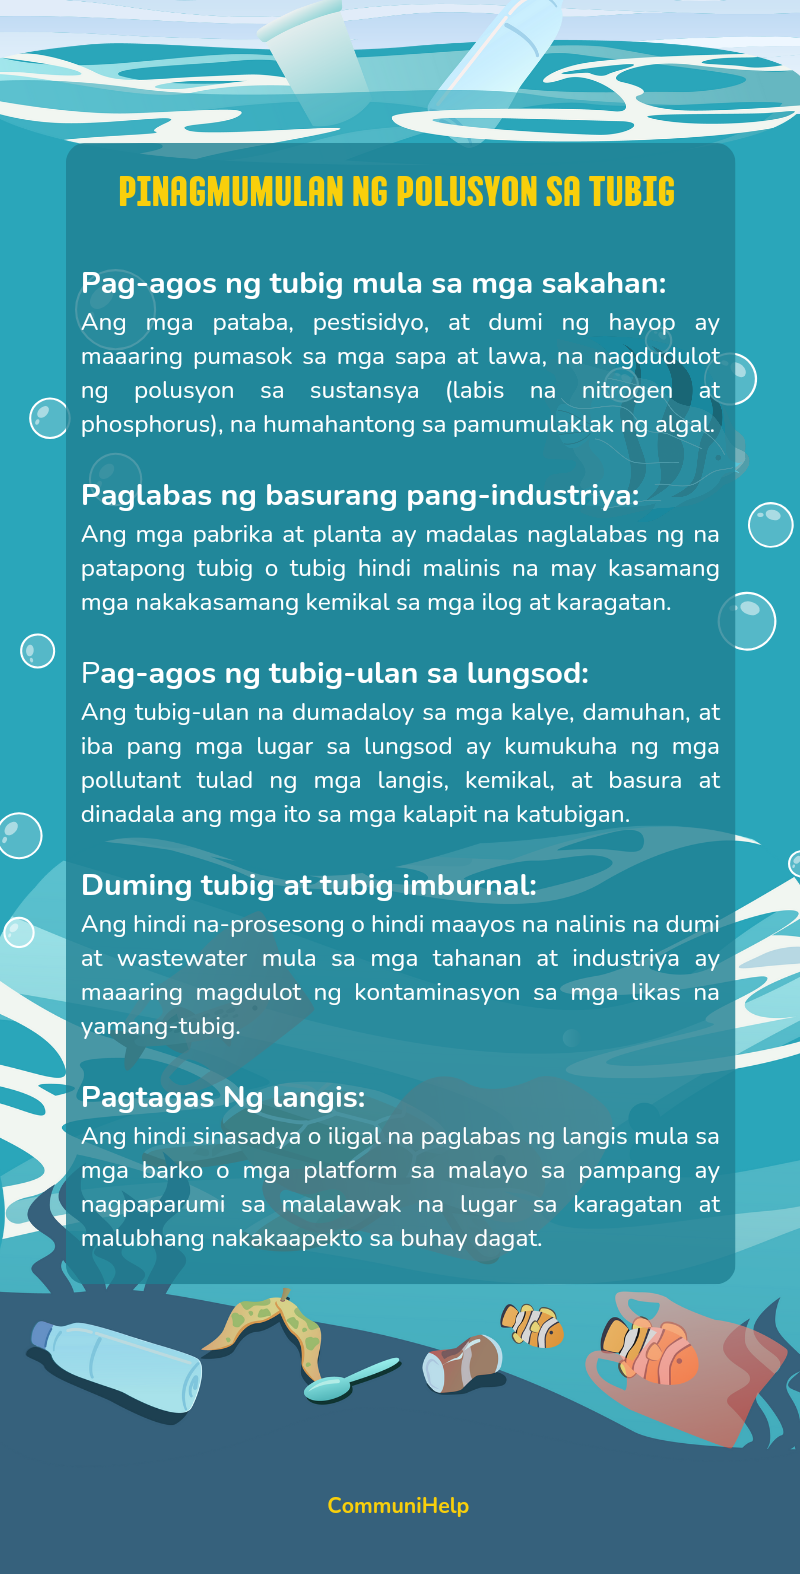 PINAGMUMULAN NG POLUSYON SA TUBIG
Pag-agos ng tubig mula sa mga sakahan:
Ang mga pataba, pestisidyo, at dumi ng hayop ay
maaaring pumasok sa mga sapa at lawa, na nagdudulot
ng polusyon sa sustansya (labis na nitrogen at
phosphorus), na humahantong sa pamumulaklak ng algal.
Paglabas ng basurang pang-industriya:
Ang mga pabrika at planta ay madalas naglalabas ng na
patapong tubig o tubig hindi malinis na may kasamang
mga nakakasamang kemikal sa mga ilog at karagatan.
Pag-agos ng tubig-ulan sa lungsod:
Ang tubig-ulan na dumadaloy sa mga kalye, damuhan, at
iba pang mga lugar sa lungsod ay kumukuha ng mga
pollutant tulad ng mga langis, kemikal, at basura at
dinadala ang mga ito sa mga kalapit na katubigan.
Duming tubig at tubig imburnal:
Ang hindi na-prosesong o hindi maayos na nalinis na dumi
at wastewater mula sa mga tahanan at industriya ay
maaaring magdulot ng kontaminasyon sa mga likas na
yamang-tubig.
Pagtagas Ng langis:
Ang hindi sinasadya o iligal na paglabas ng langis mula sa
mga barko o mga platform sa malayo sa pampang ay
nagpaparumi sa malalawak na lugar sa karagatan at
malubhang nakakaapekto sa buhay dagat.
CommuniHelp